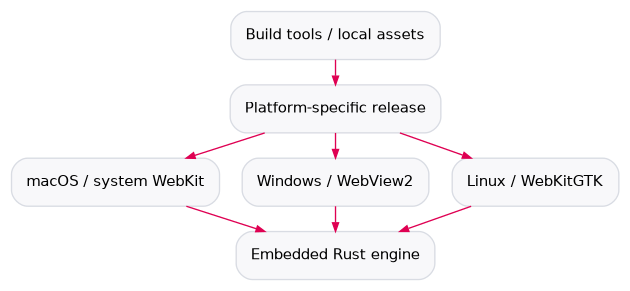 Build tools / local assets
Platform-specific release
macOS / system WebKit
Windows / WebView2
Linux / WebKitGTK
Embedded Rust engine